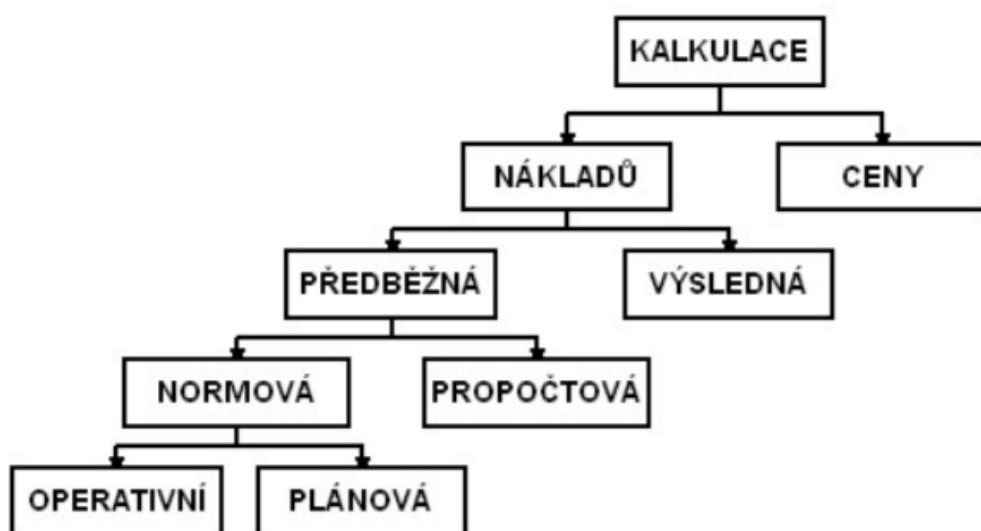 KALKULACE
NÁKLADŮ
CENY
PŘEDBĚŽNÁ
VÝSLEDNÁ
NORMOVÁ
PROPOČTOVÁ
OPERATIVNÍ
PLÁNOVÁ